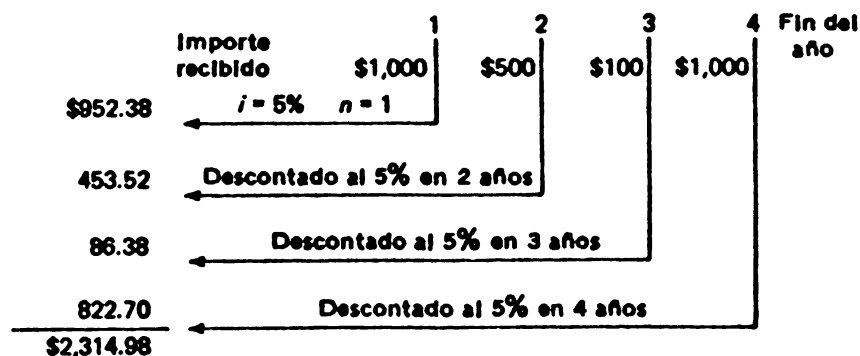 1 2 3 4 Fin del
Importe año
recibido $1,000 $500 $100 $1,000
$952.38 i = 5% n = 1
453.52 Descontado al 5% en 2 años
86.38 Descontado al 5% en 3 años
822.70 Descontado al 5% en 4 años
$2,314.98